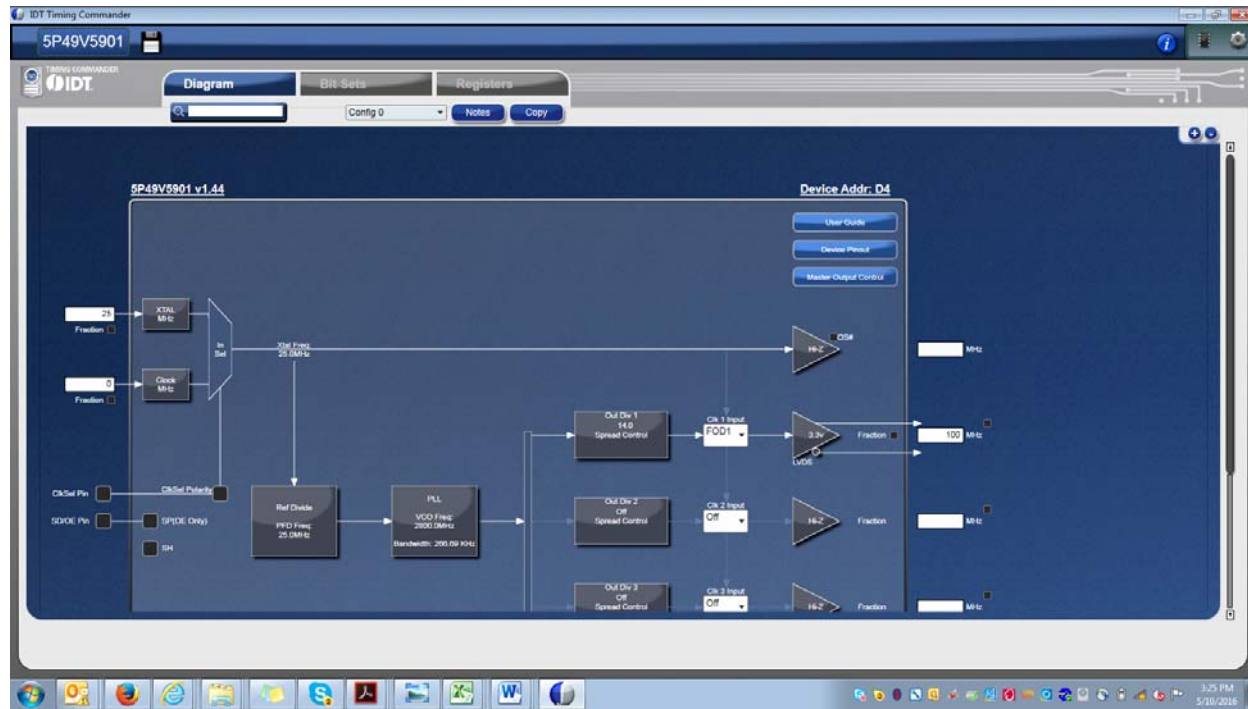 IDT Timing Commander
5P49V5901
TIMING COMMANDER
IDT
Diagram
Bit Sets
Registers
Config 0
Notes
Copy
5P49V5901 v1.44
Device Addr: D4
User Guide
Device Pinout
Master Output Control
25
XTAL
MHz
Fraction
In
Sel
Xtal Freq:
25.0MHz
Hi-Z
OS#
MHz
0
Clock
MHz
Fraction
Out Div 1
14.0
Spread Control
Clk 1 Input
FOD1
3.3v
LVDS
Fraction
100
MHz
ClkSel Pin
ClkSel Polarity
SD/OE Pin
SP(OE Only)
SH
Ref Divide
PFD Freq:
25.0MHz
PLL
VCO Freq:
2800.0MHz
Bandwidth: 266.69 KHz
Out Div 2
Off
Spread Control
Clk 2 Input
Off
Hi-Z
Fraction
MHz
Out Div 3
Off
Spread Control
Clk 3 Input
Off
Hi-Z
Fraction
MHz
3:25 PM
5/10/2016